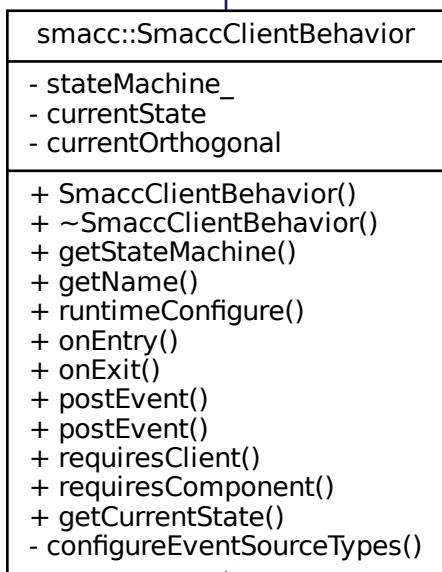 smacc::SmaccClientBehavior
- stateMachine_
- currentState
- currentOrthogonal
+ SmaccClientBehavior()
+ ~SmaccClientBehavior()
+ getStateMachine()
+ getName()
+ runtimeConfigure()
+ onEntry()
+ onExit()
+ postEvent()
+ postEvent()
+ requiresClient()
+ requiresComponent()
+ getCurrentState()
- configureEventSourceTypes()